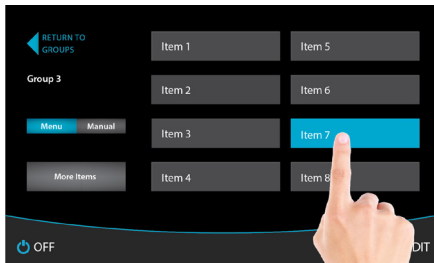 RETURN TO
GROUPS
Group 3
Menu Manual
More Items
Item 1
Item 2
Item 3
Item 4
Item 5
Item 6
Item 7
Item 8
OFF